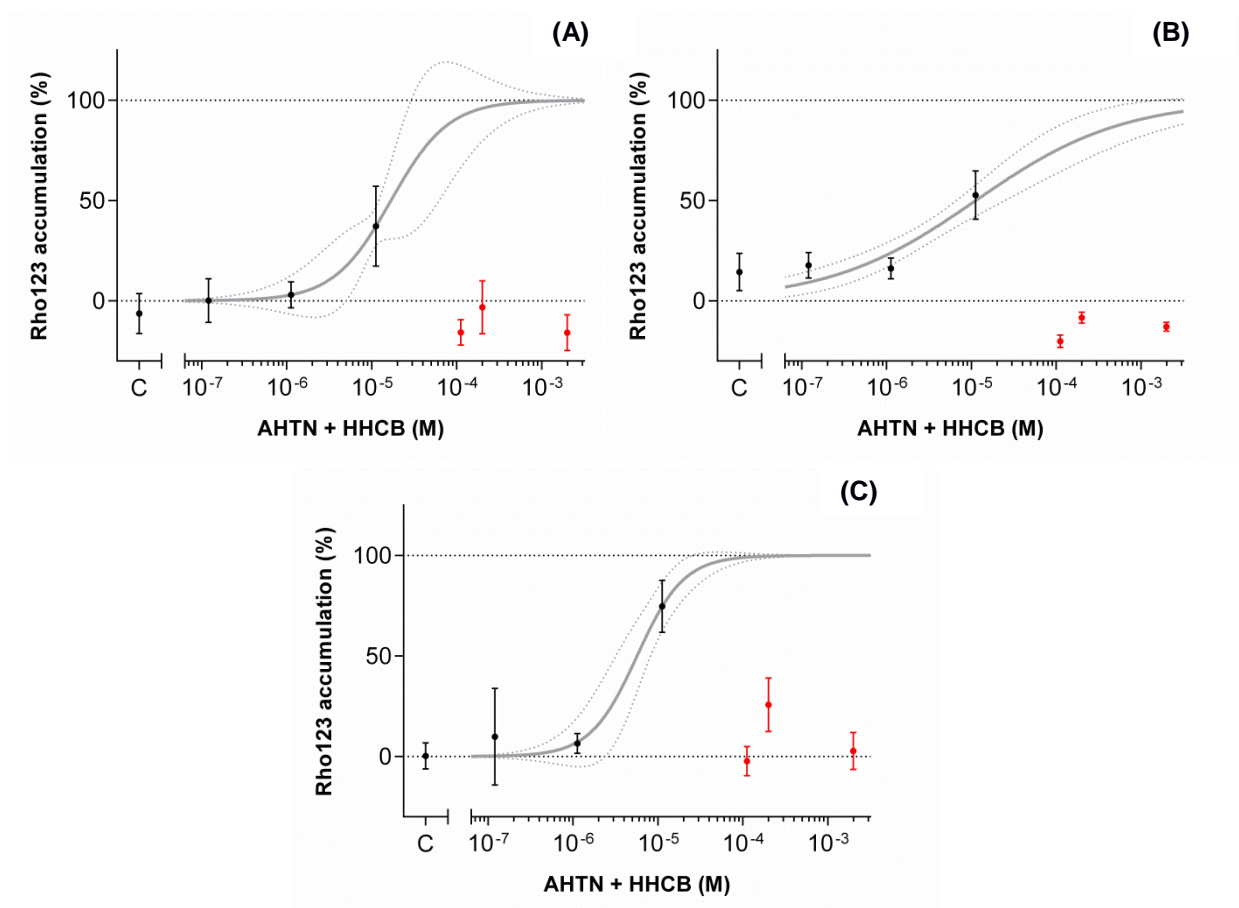 (A)
Rho123 accumulation (%)
100
50
0
C
10-7
10-6
10-5
10-4
10-3
AHTN + HHCB (M)
(B)
Rho123 accumulation (%)
100
50
0
C
10-7
10-6
10-5
10-4
10-3
AHTN + HHCB (M)
(C)
Rho123 accumulation (%)
100
50
0
C
10-7
10-6
10-5
10-4
10-3
AHTN + HHCB (M)